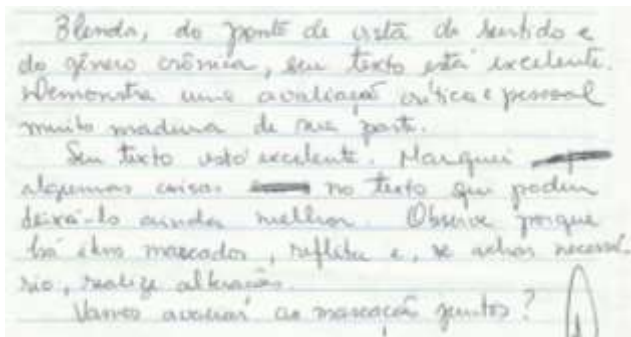 Blenda, do ponto de vista do sentido e
do gênero crônica, seu texto está excelente.
Demonstra uma avaliação crítica e pessoal
muito madura de sua parte.
Seu texto está excelente. Marquei
algumas coisas no texto que podem
deixá-lo ainda melhor. Observe porque
há itens marcados, reflita e, se achar necessá-
rio, realize alterações.
Vamos avaliar as marcações juntos?